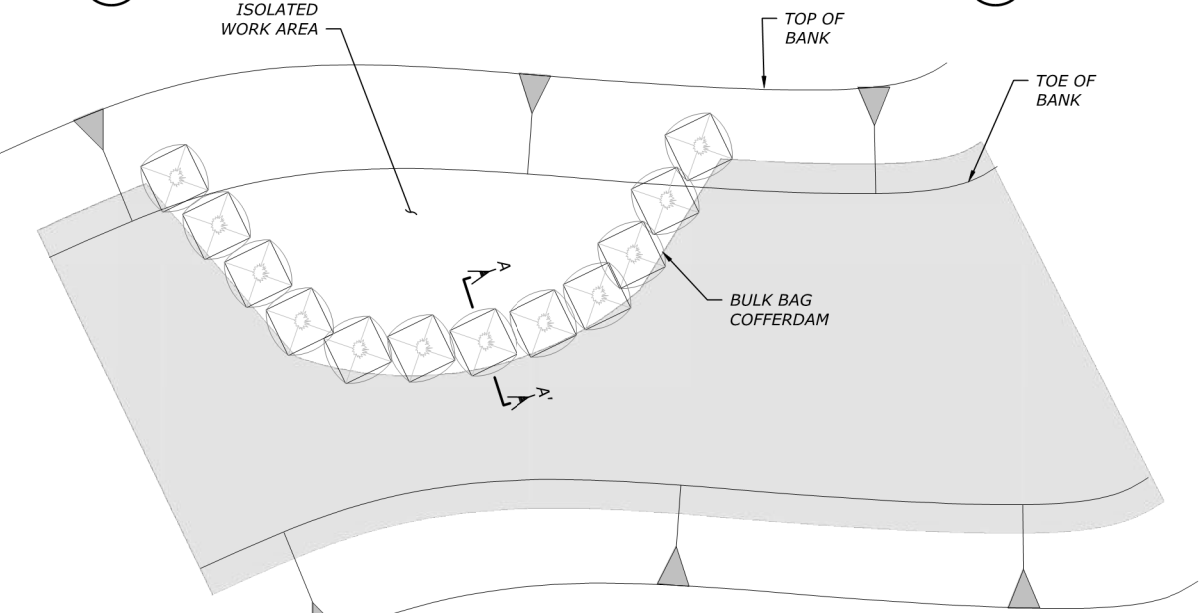 ISOLATED
WORK AREA
TOP OF
BANK
TOE OF
BANK
A
BULK BAG
COFFERDAM
A'